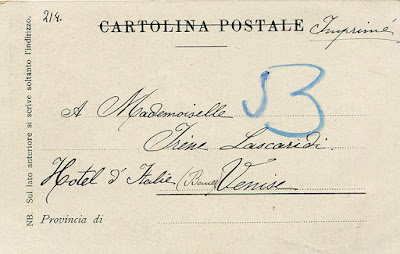 214.
CARTOLINA POSTALE
Imprimé
A Mademoiselle
Irène Lascaridi.
Hotel d'Italie (Bauer) Venise
Provincia di
NB. Sul lato anteriore si scrive soltanto l'indirizzo.